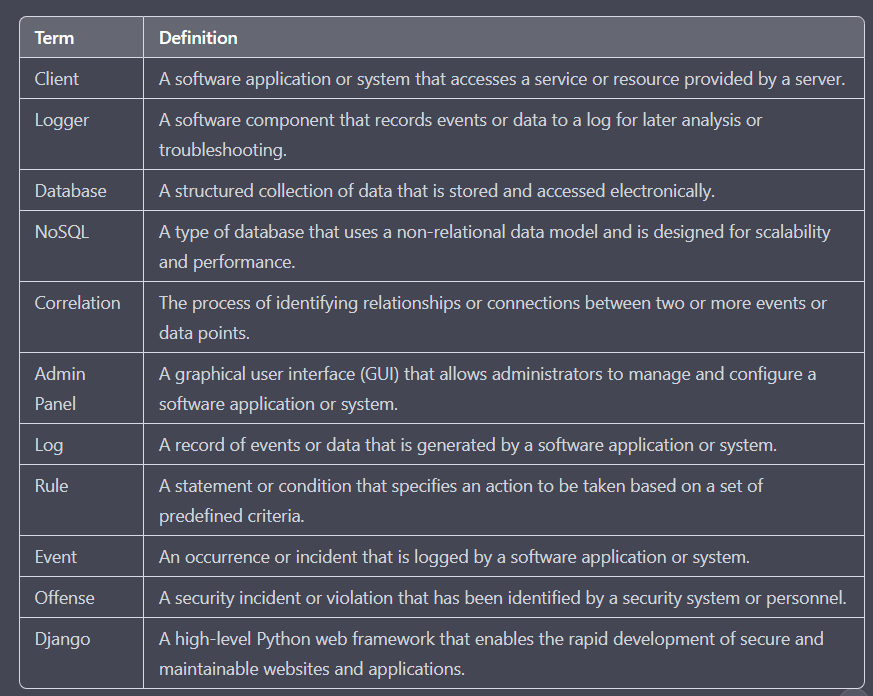 Term Definition
Client A software application or system that accesses a service or resource provided by a server.
Logger A software component that records events or data to a log for later analysis or
troubleshooting.
Database A structured collection of data that is stored and accessed electronically.
NoSQL A type of database that uses a non-relational data model and is designed for scalability
and performance.
Correlation The process of identifying relationships or connections between two or more events or
data points.
Admin A graphical user interface (GUI) that allows administrators to manage and configure a
Panel software application or system.
Log A record of events or data that is generated by a software application or system.
Rule A statement or condition that specifies an action to be taken based on a set of
predefined criteria.
Event An occurrence or incident that is logged by a software application or system.
Offense A security incident or violation that has been identified by a security system or personnel.
Django A high-level Python web framework that enables the rapid development of secure and
maintainable websites and applications.